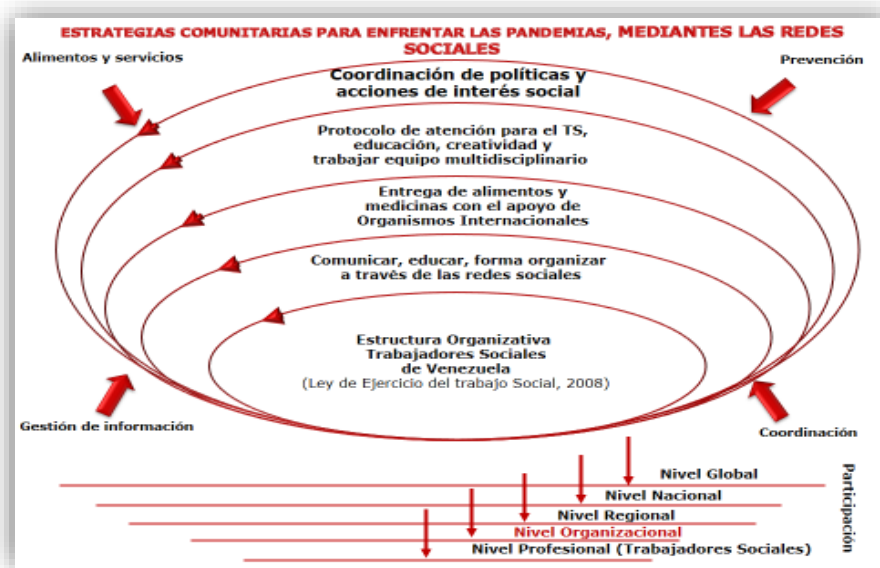 ESTRATEGIAS COMUNITARIAS PARA ENFRENTAR LAS PANDEMIAS, MEDIANTES LAS REDES
SOCIALES
Alimentos y servicios
Prevención
Coordinación de políticas y
acciones de interés social
Protocolo de atención para el TS,
educación, creatividad y
trabajar equipo multidisciplinario
Entrega de alimentos y
medicinas con el apoyo de
Organismos Internacionales
Comunicar, educar, forma organizar
a través de las redes sociales
Estructura Organizativa
Trabajadores Sociales
de Venezuela
(Ley de Ejercicio del trabajo Social, 2008)
Gestión de información
Coordinación
Nivel Global
Nivel Nacional
Nivel Regional
Nivel Organizacional
Nivel Profesional (Trabajadores Sociales)
Participación